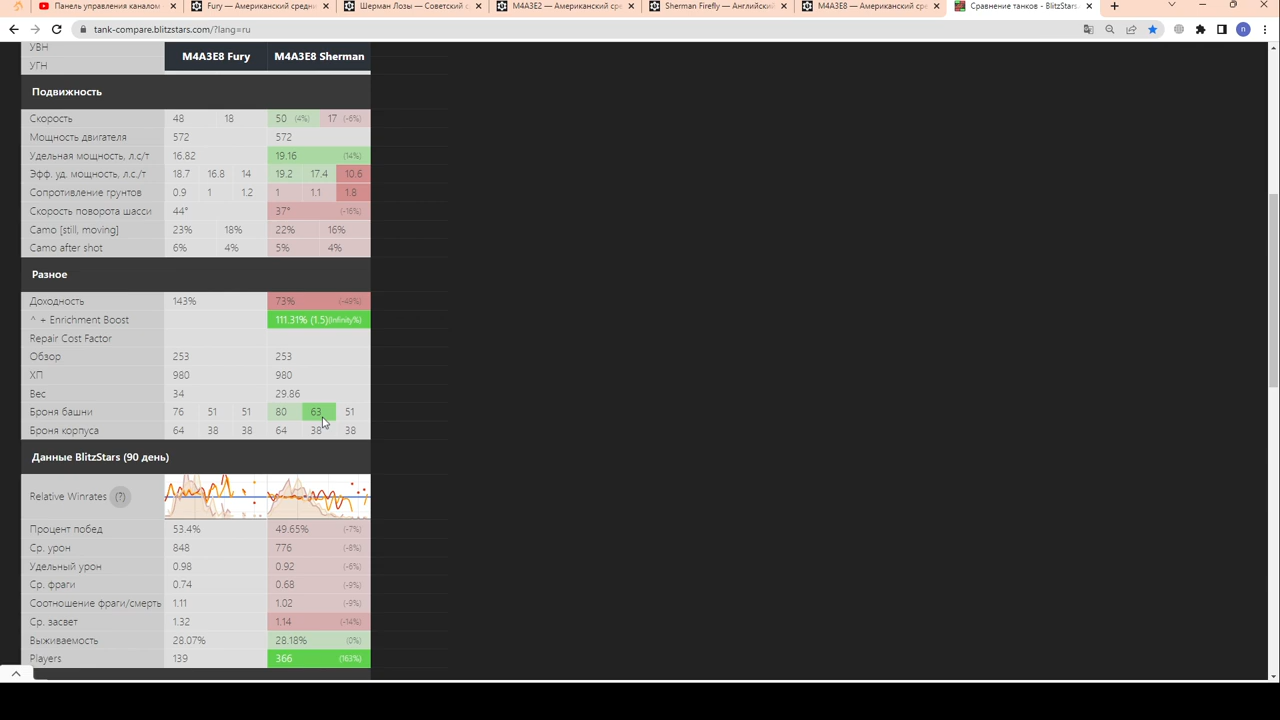 Панель управления каналом
Fury — Американский средни
Шерман Лозы — Советский с
M4A3E2 — Американский сре
Sherman Firefly — Английски
M4A3E8 — Американский сре
Сравнение танков - BlitzStars
tank-compare.blitzstars.com/?lang=ru
УВН
M4A3E8 Fury M4A3E8 Sherman
УГН
Подвижность
Скорость 48 18 50 (4%) 17 (-6%)
Мощность двигателя 572 572
Удельная мощность, л.с/т 16.82 19.16 (14%)
Эфф. уд. мощность, л.с./т 18.7 16.8 14 19.2 17.4 10.6
Сопротивление грунтов 0.9 1 1.2 1 1.1 1.8
Скорость поворота шасси 44° 37° (-16%)
Camo [still, moving] 23% 18% 22% 16%
Camo after shot 6% 4% 5% 4%
Разное
Доходность 143% 73% (-49%)
^ + Enrichment Boost 111.31% (1.5) (Infinity%)
Repair Cost Factor
Обзор 253 253
ХП 980 980
Вес 34 29.86
Броня башни 76 51 51 80 63 51
Броня корпуса 64 38 38 64 38 38
Данные BlitzStars (90 день)
Relative Winrates (?)
Процент побед 53.4% 49.65% (-7%)
Ср. урон 848 776 (-8%)
Удельный урон 0.98 0.92 (-6%)
Ср. фраги 0.74 0.68 (-9%)
Соотношение фраги/смерть 1.11 1.02 (-9%)
Ср. засвет 1.32 1.14 (-14%)
Выживаемость 28.07% 28.18% (0%)
Players 139 366 (163%)